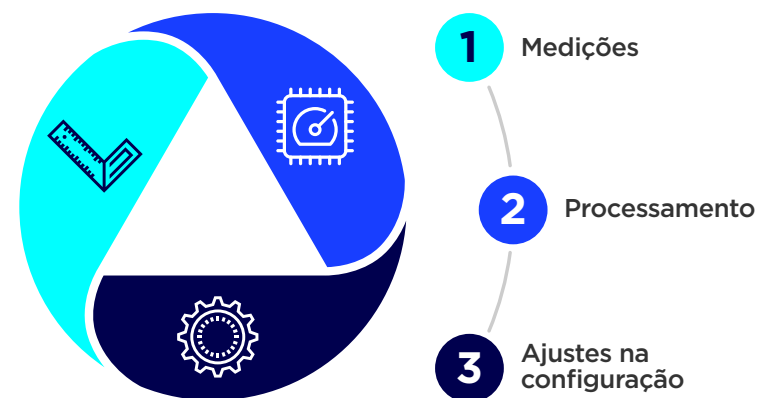 1
Medições
2
Processamento
3
Ajustes na
configuração